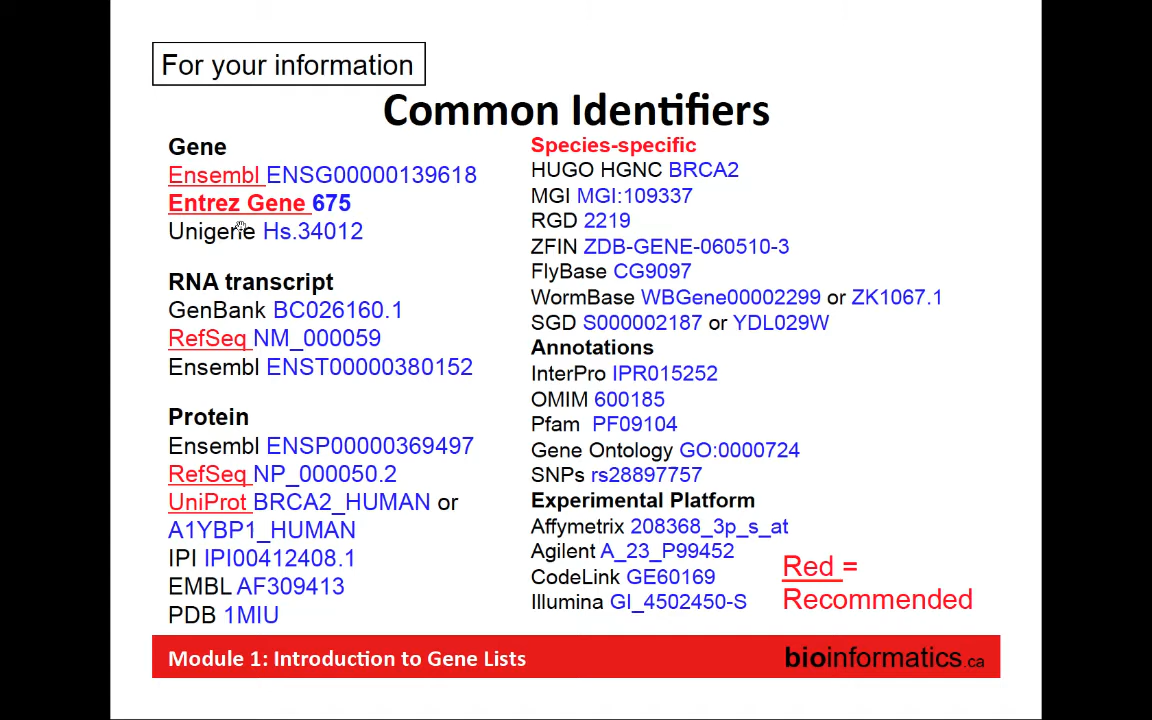 For your information
Common Identifiers
Gene
Ensembl ENSG00000139618
Entrez Gene 675
Unigene Hs.34012
RNA transcript
GenBank BC026160.1
RefSeq NM_000059
Ensembl ENST00000380152
Protein
Ensembl ENSP00000369497
RefSeq NP_000050.2
UniProt BRCA2_HUMAN or
A1YBP1_HUMAN
IPI IPI00412408.1
EMBL AF309413
PDB 1MIU
Species-specific
HUGO HGNC BRCA2
MGI MGI:109337
RGD 2219
ZFIN ZDB-GENE-060510-3
FlyBase CG9097
WormBase WBGene00002299 or ZK1067.1
SGD S000002187 or YDL029W
Annotations
InterPro IPR015252
OMIM 600185
Pfam PF09104
Gene Ontology GO:0000724
SNPs rs28897757
Experimental Platform
Affymetrix 208368_3p_s_at
Agilent A_23_P99452
CodeLink GE60169
Illumina GI_4502450-S
Red =
Recommended
Module 1: Introduction to Gene Lists
bioinformatics.ca